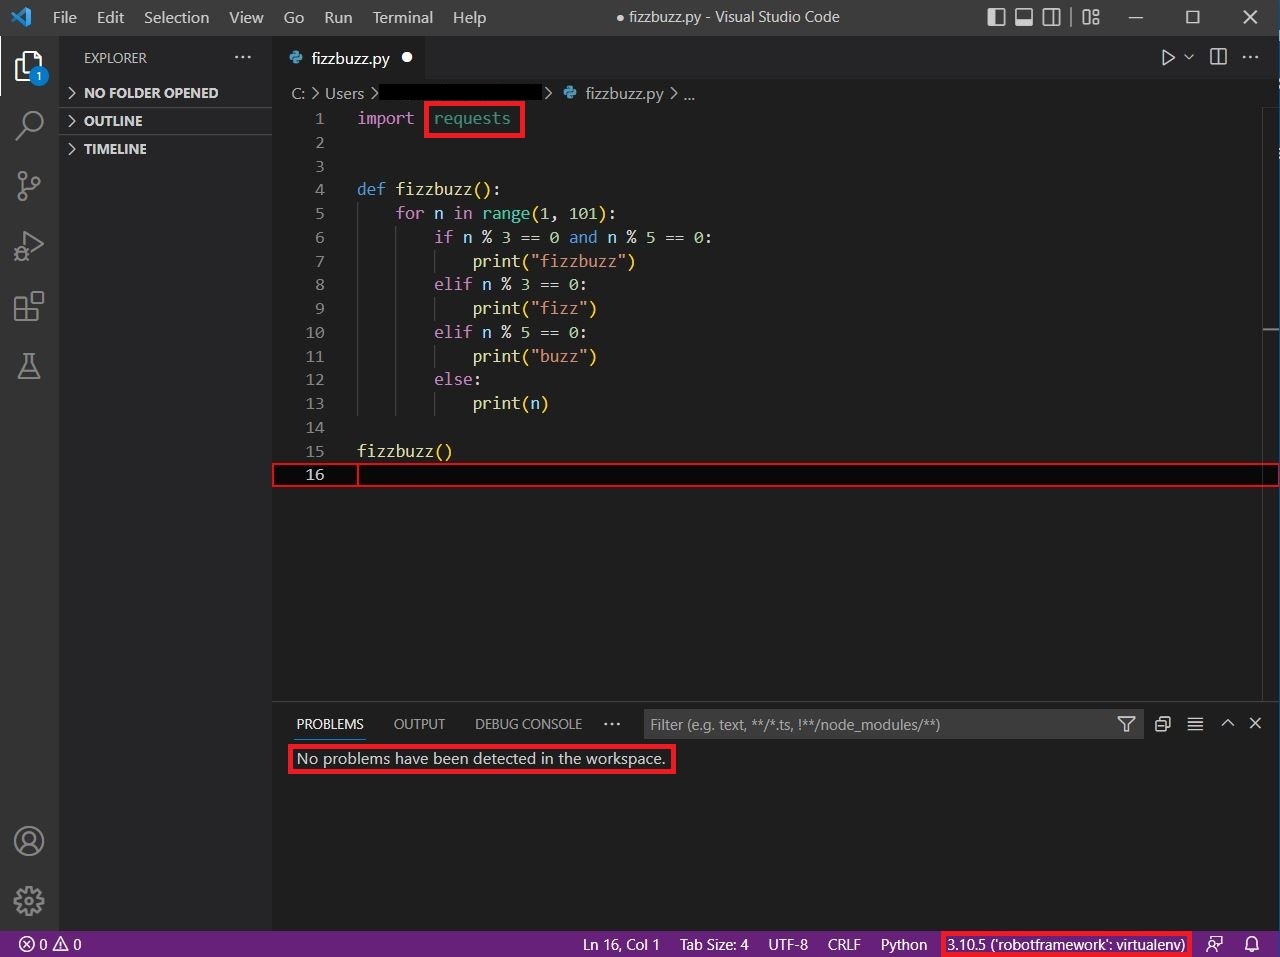 File Edit Selection View Go Run Terminal Help ● fizzbuzz.py - Visual Studio Code
EXPLORER ···
1
NO FOLDER OPENED
OUTLINE
TIMELINE
fizzbuzz.py ●
C: > Users > > fizzbuzz.py > ...
1 import requests
2
3
4 def fizzbuzz():
5     for n in range(1, 101):
6         if n % 3 == 0 and n % 5 == 0:
7             print("fizzbuzz")
8         elif n % 3 == 0:
9             print("fizz")
10         elif n % 5 == 0:
11             print("buzz")
12         else:
13             print(n)
14
15 fizzbuzz()
16
PROBLEMS OUTPUT DEBUG CONSOLE ··· Filter (e.g. text, **/*.ts, !**/node_modules/**)
No problems have been detected in the workspace.
0 0 Ln 16, Col 1 Tab Size: 4 UTF-8 CRLF Python 3.10.5 ('robotframework': virtualenv)